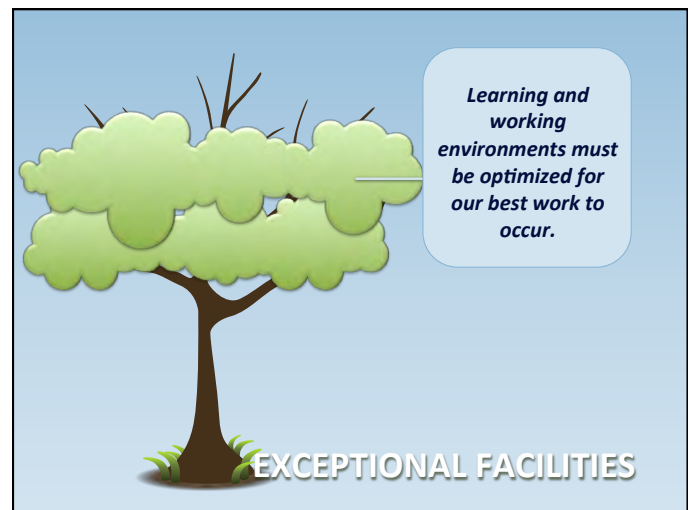 Learning and
working
environments must
be optimized for
our best work to
occur.
EXCEPTIONAL FACILITIES